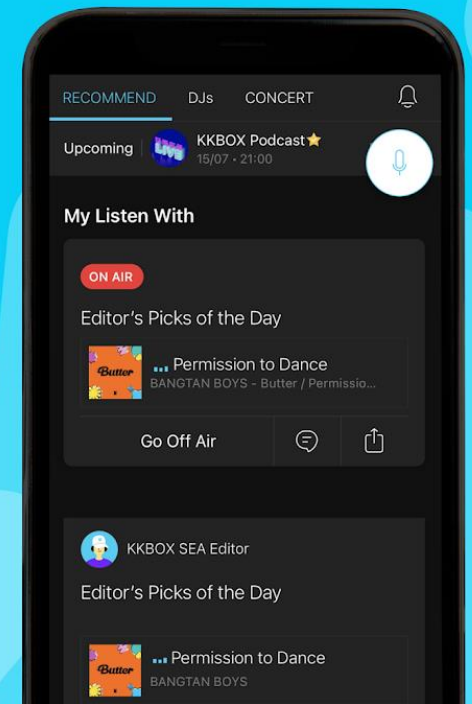 RECOMMEND DJs CONCERT
Upcoming KKBOX Podcast⭐
15/07 • 21:00
My Listen With
ON AIR
Editor's Picks of the Day
Butter
Permission to Dance
BANGTAN BOYS - Butter / Permissio...
Go Off Air
KKBOX SEA Editor
Editor's Picks of the Day
Butter
Permission to Dance
BANGTAN BOYS